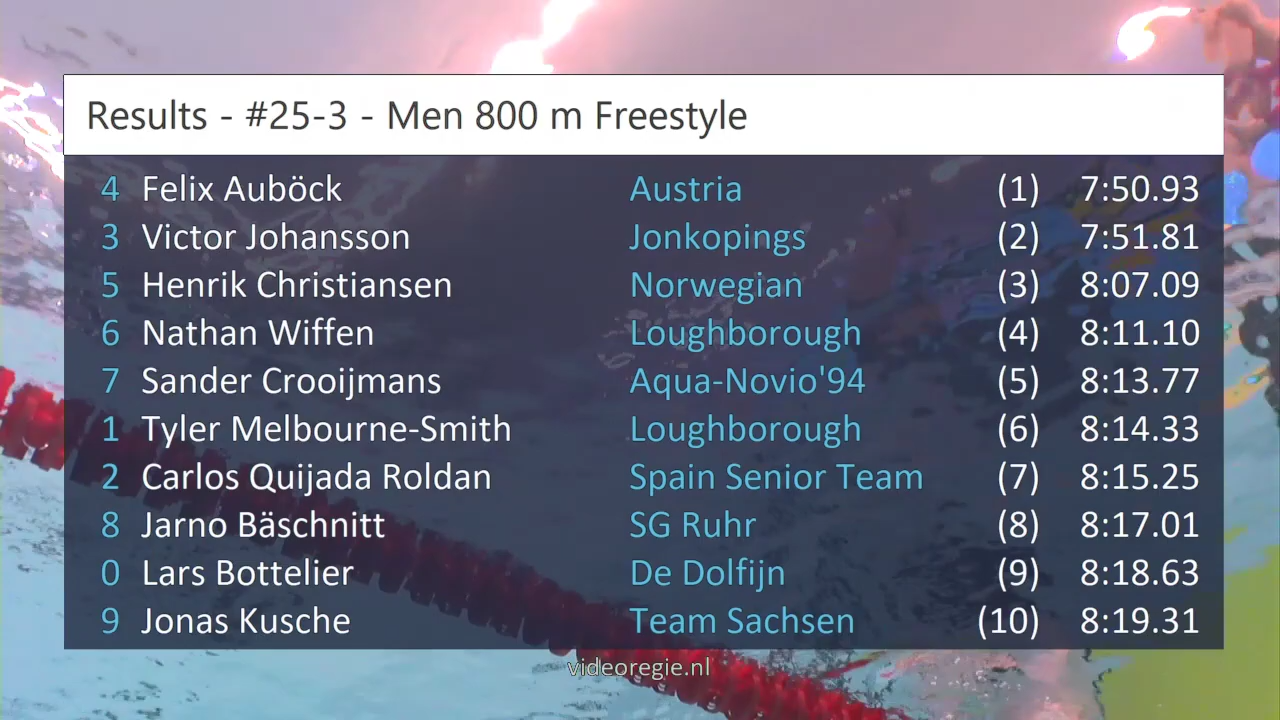 Results - #25-3 - Men 800 m Freestyle
4 Felix Auböck Austria (1) 7:50.93
3 Victor Johansson Jonkopings (2) 7:51.81
5 Henrik Christiansen Norwegian (3) 8:07.09
6 Nathan Wiffen Loughborough (4) 8:11.10
7 Sander Crooijmans Aqua-Novio'94 (5) 8:13.77
1 Tyler Melbourne-Smith Loughborough (6) 8:14.33
2 Carlos Quijada Roldan Spain Senior Team (7) 8:15.25
8 Jarno Bäschnitt SG Ruhr (8) 8:17.01
0 Lars Bottelier De Dolfijn (9) 8:18.63
9 Jonas Kusche Team Sachsen (10) 8:19.31
videoregie.nl